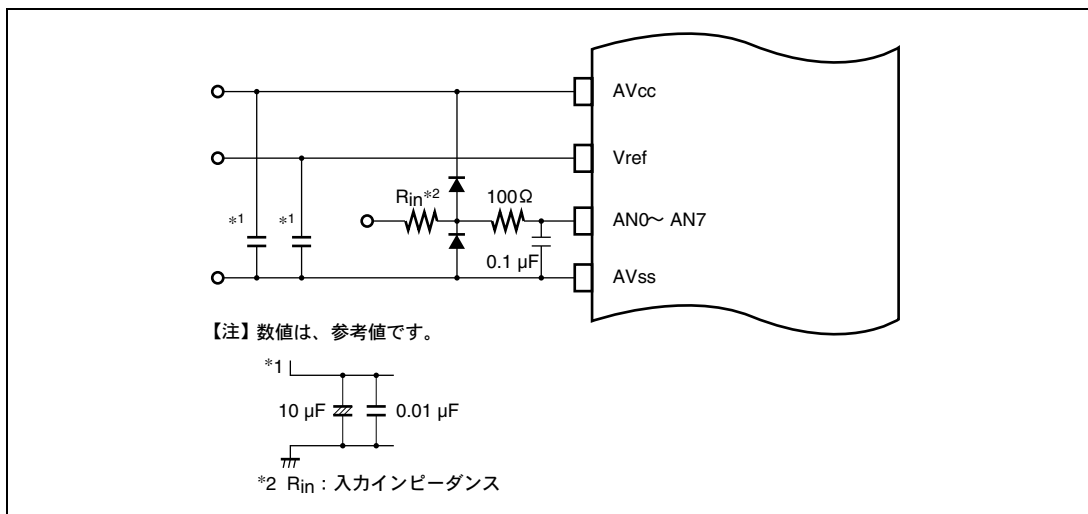 AVcc
Vref
Rin*2
100Ω
*1
*1
AN0～ AN7
0.1 µF
AVss
【注】 数値は、参考値です。
*1
10 µF
0.01 µF
*2 Rin : 入力インピーダンス